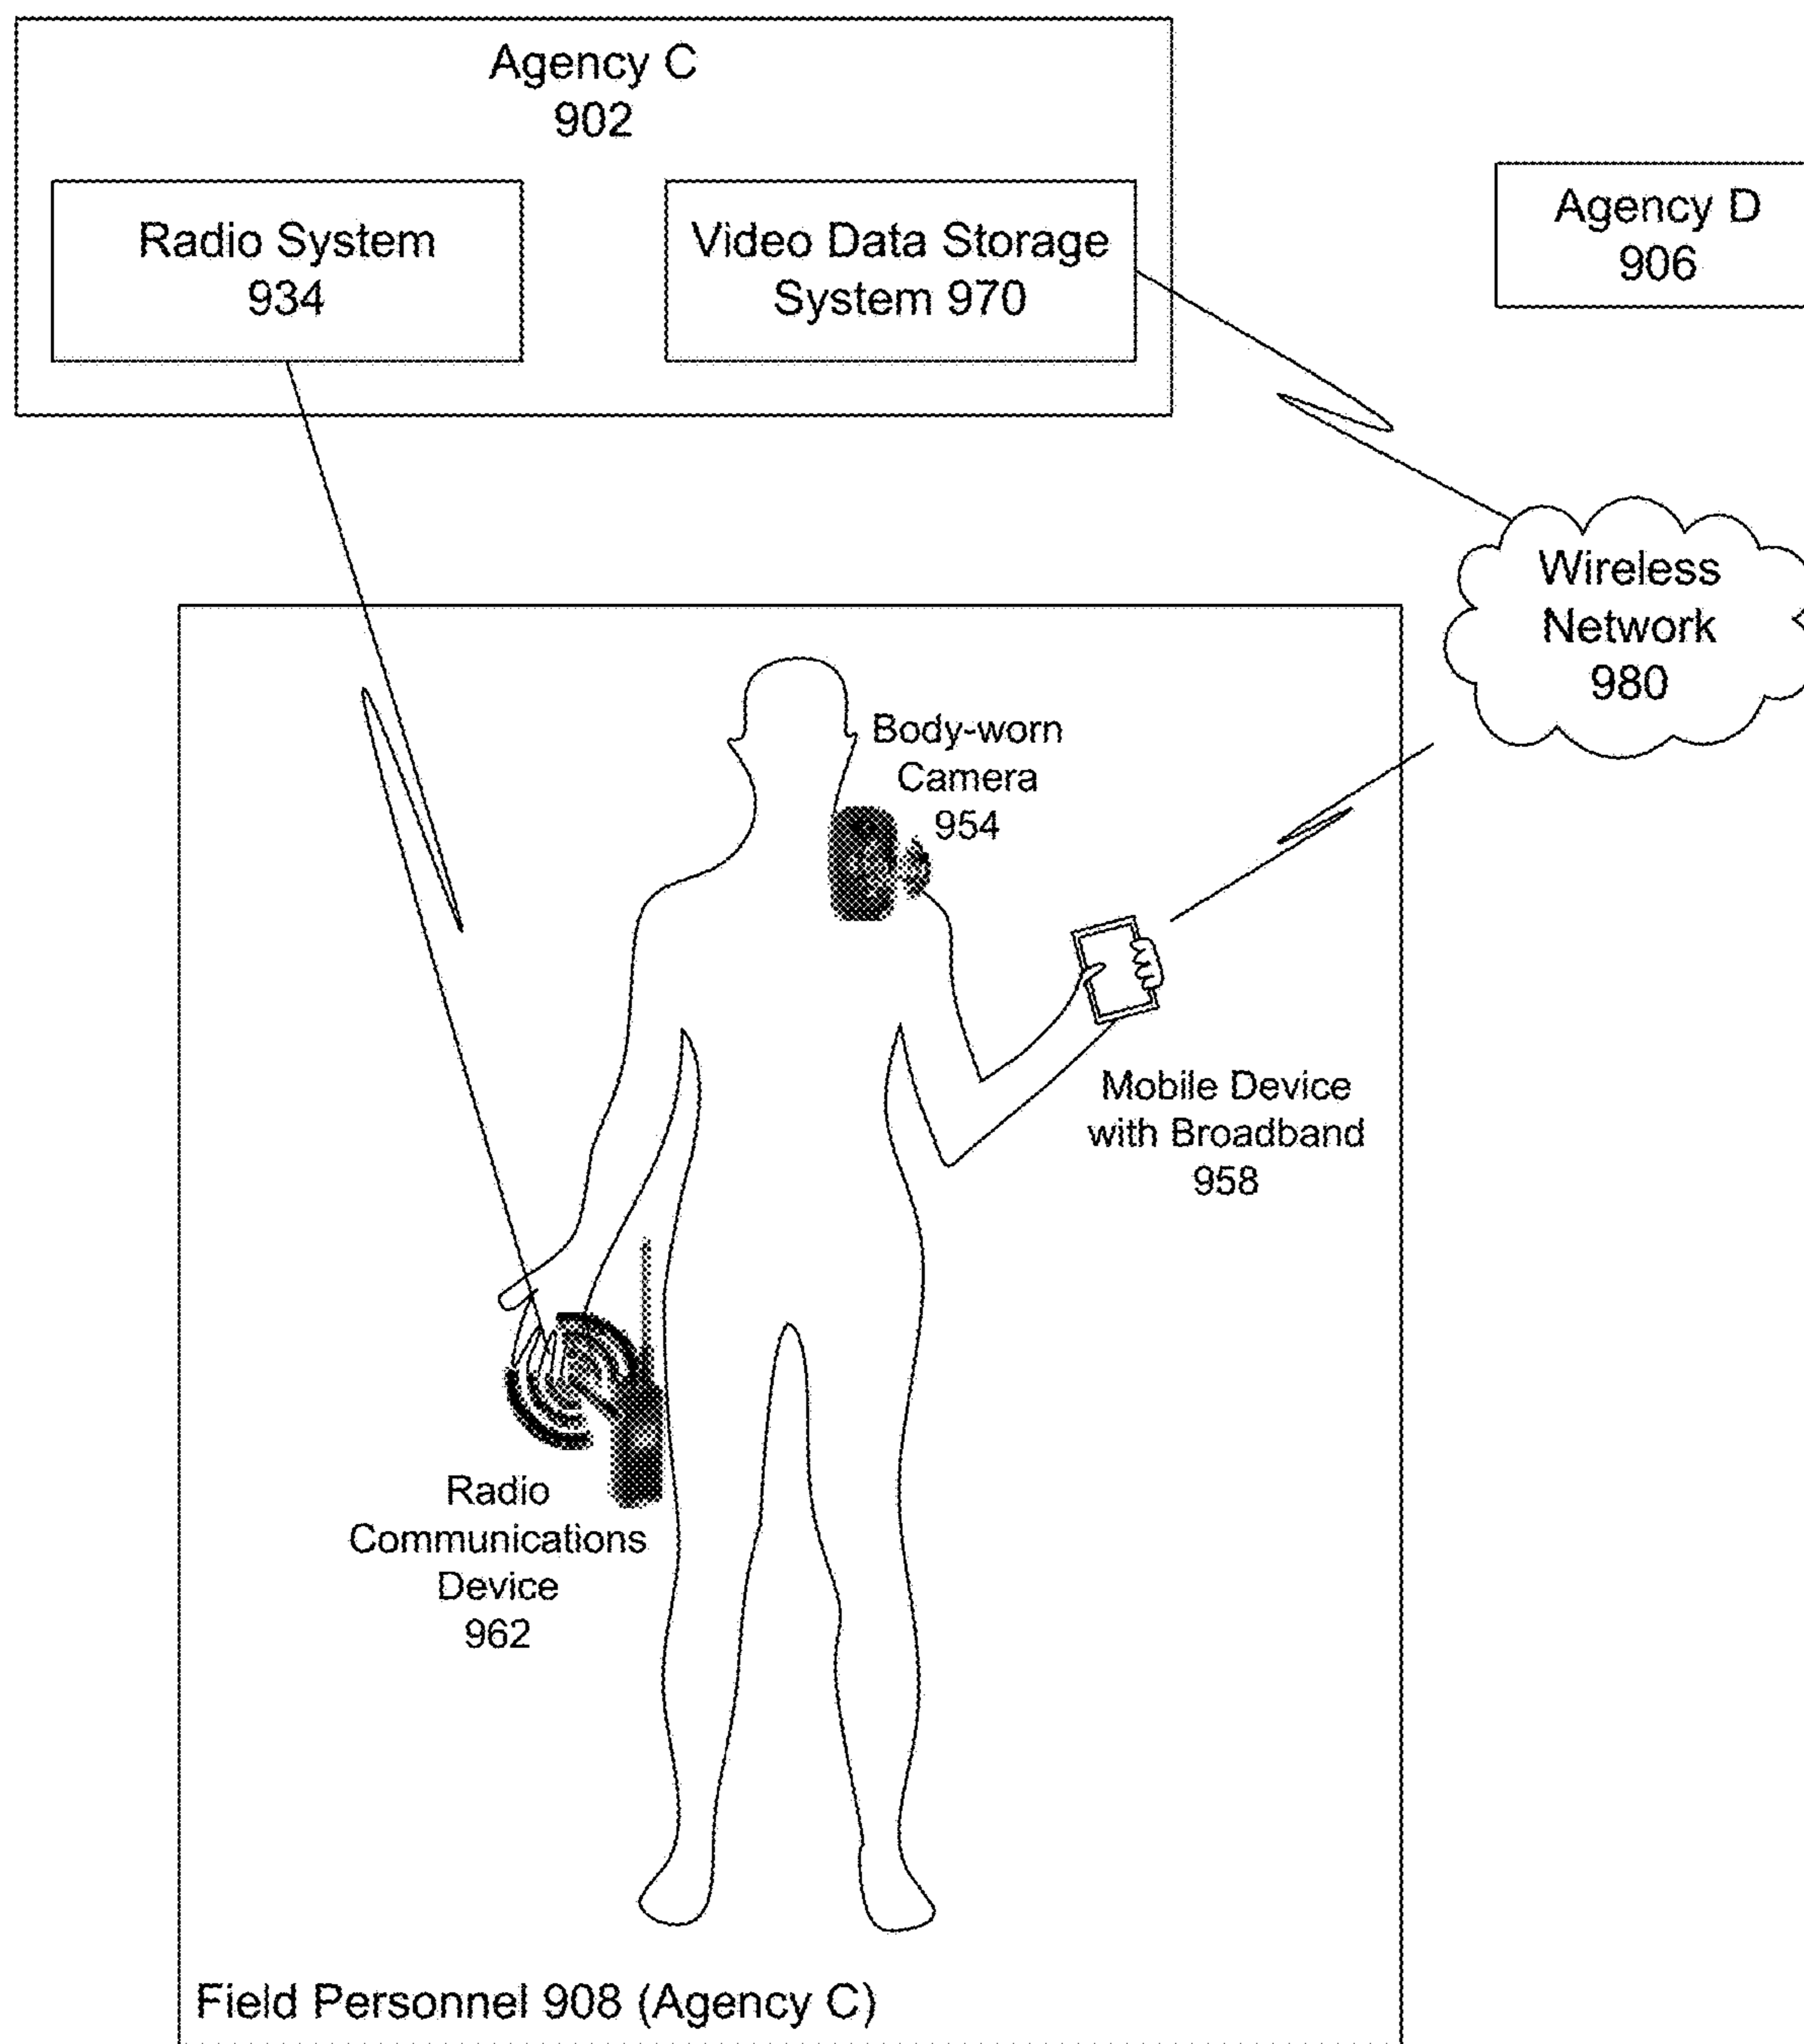 Agency C
902
Radio System
934
Video Data Storage
System 970
Agency D
906
Wireless
Network
980
Body-worn
Camera
954
Mobile Device
with Broadband
958
Radio
Communications
Device
962
Field Personnel 908 (Agency C)